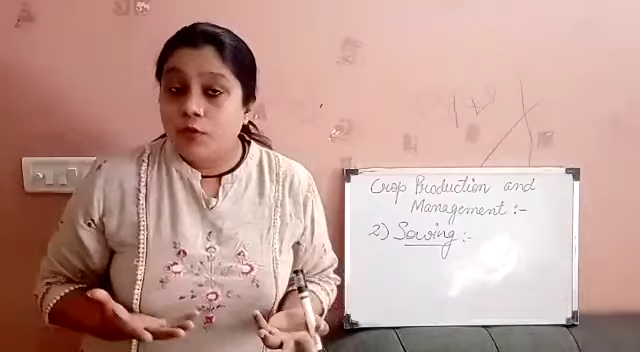 Crop Production and
Management :-
2) Sowing :-